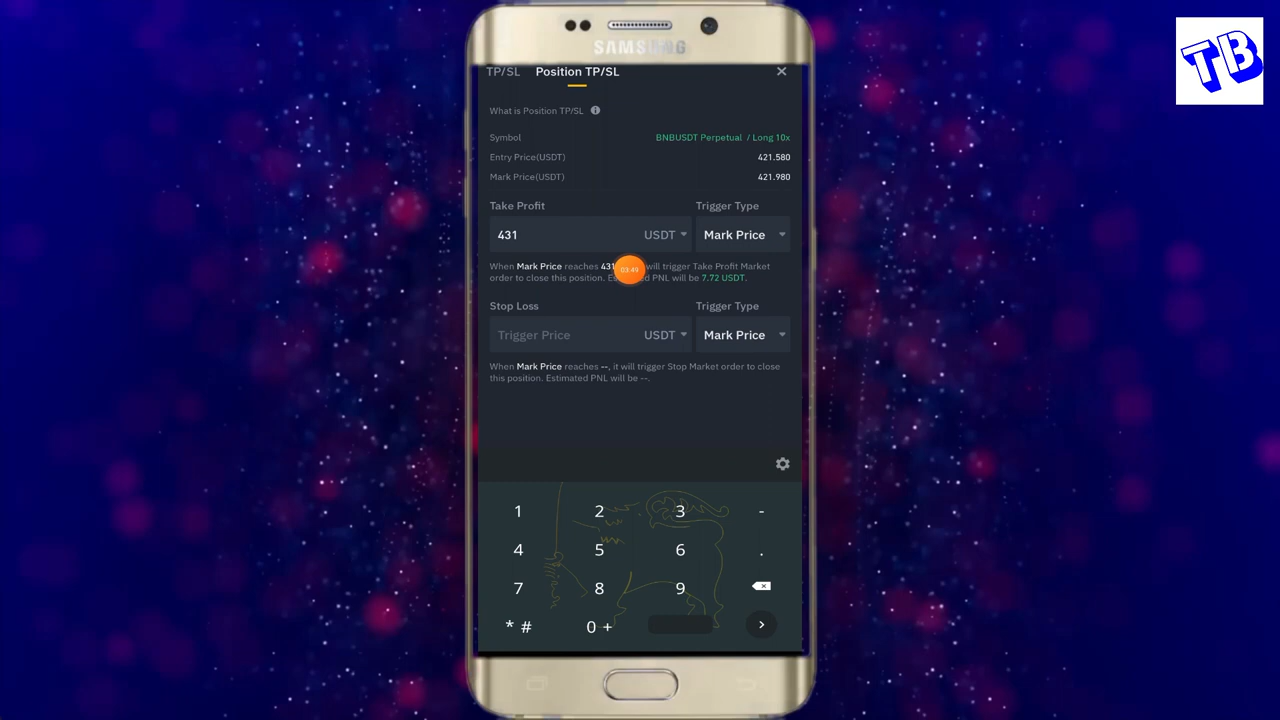 SAMSUNG
TB
TP/SL Position TP/SL
What is Position TP/SL
Symbol BNBUSDT Perpetual / Long 10x
Entry Price(USDT) 421.580
Mark Price(USDT) 421.980
Take Profit Trigger Type
431 USDT Mark Price
When Mark Price reaches 431 will trigger Take Profit Market
order to close this position. PNL will be 7.72 USDT.
03:49
Stop Loss Trigger Type
Trigger Price USDT Mark Price
When Mark Price reaches --, it will trigger Stop Market order to close
this position. Estimated PNL will be --.
1 2 3 -
4 5 6 .
7 8 9
* # 0 +